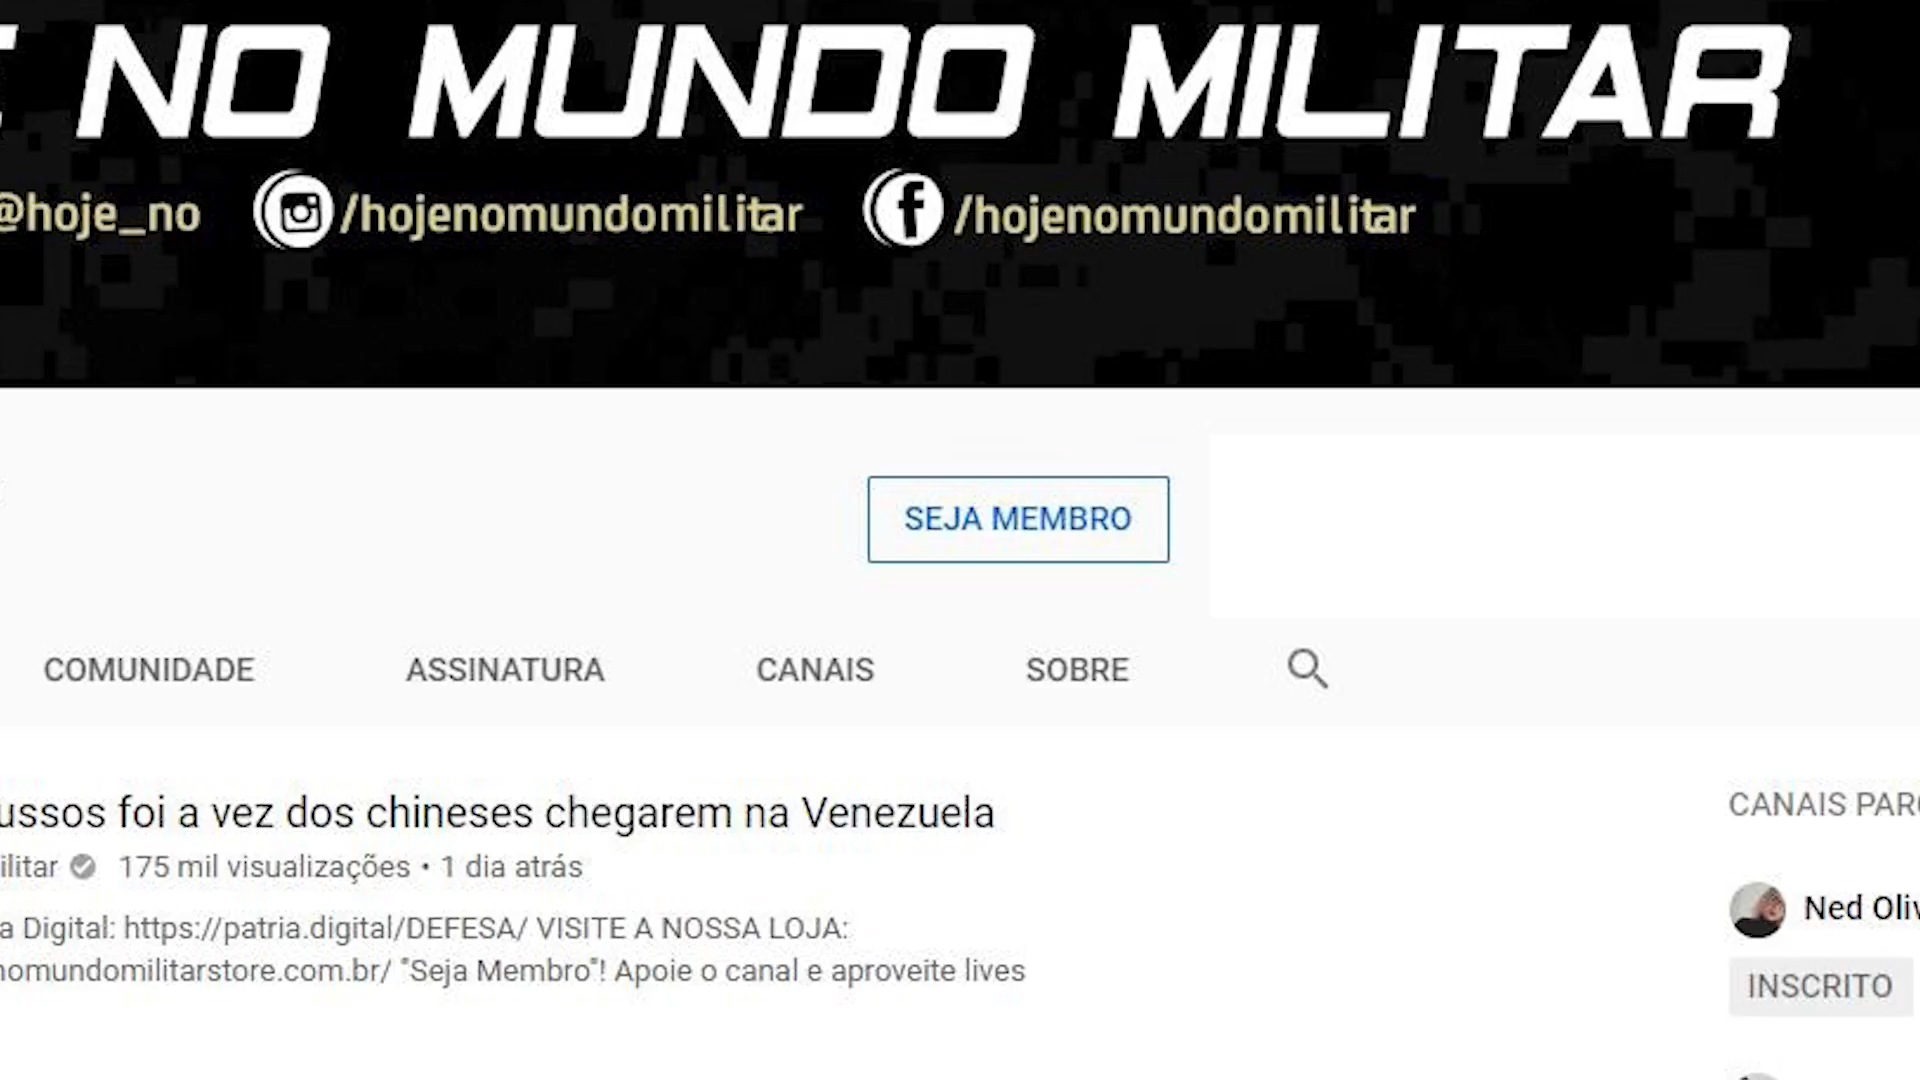 NO MUNDO MILITAR
@hoje_no /hojenomundomilitar /hojenomundomilitar
SEJA MEMBRO
COMUNIDADE ASSINATURA CANAIS SOBRE
ussos foi a vez dos chineses chegarem na Venezuela
ilitar 175 mil visualizações • 1 dia atrás
CANAIS PAR
a Digital: https://patria.digital/DEFESA/ VISITE A NOSSA LOJA:
nomundomilitarstore.com.br/ "Seja Membro"! Apoie o canal e aproveite lives
Ned Oliv
INSCRITO